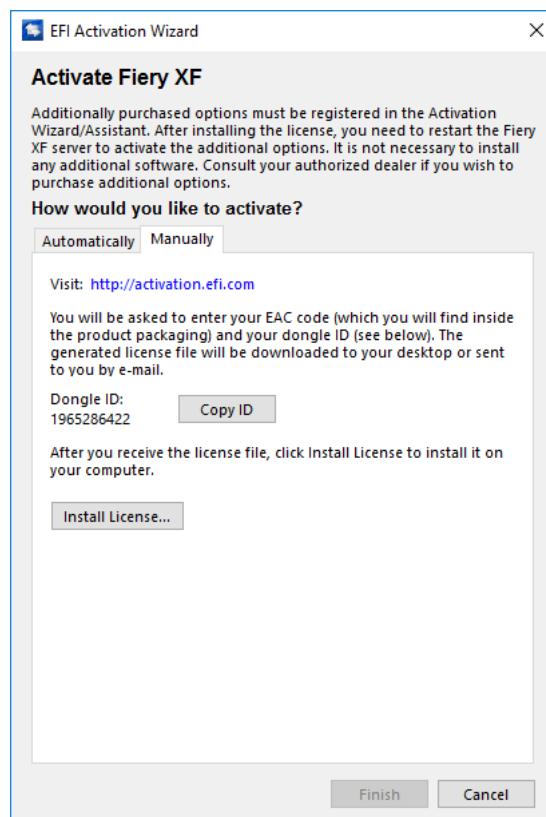 EFI Activation Wizard
Activate Fiery XF
Additionally purchased options must be registered in the Activation
Wizard/Assistant. After installing the license, you need to restart the Fiery
XF server to activate the additional options. It is not necessary to install
any additional software. Consult your authorized dealer if you wish to
purchase additional options.
How would you like to activate?
Automatically Manually
Visit: http://activation.efi.com
You will be asked to enter your EAC code (which you will find inside
the product packaging) and your dongle ID (see below). The
generated license file will be downloaded to your desktop or sent
to you by e-mail.
Dongle ID:
1965286422
Copy ID
After you receive the license file, click Install License to install it on
your computer.
Install License...
Finish Cancel